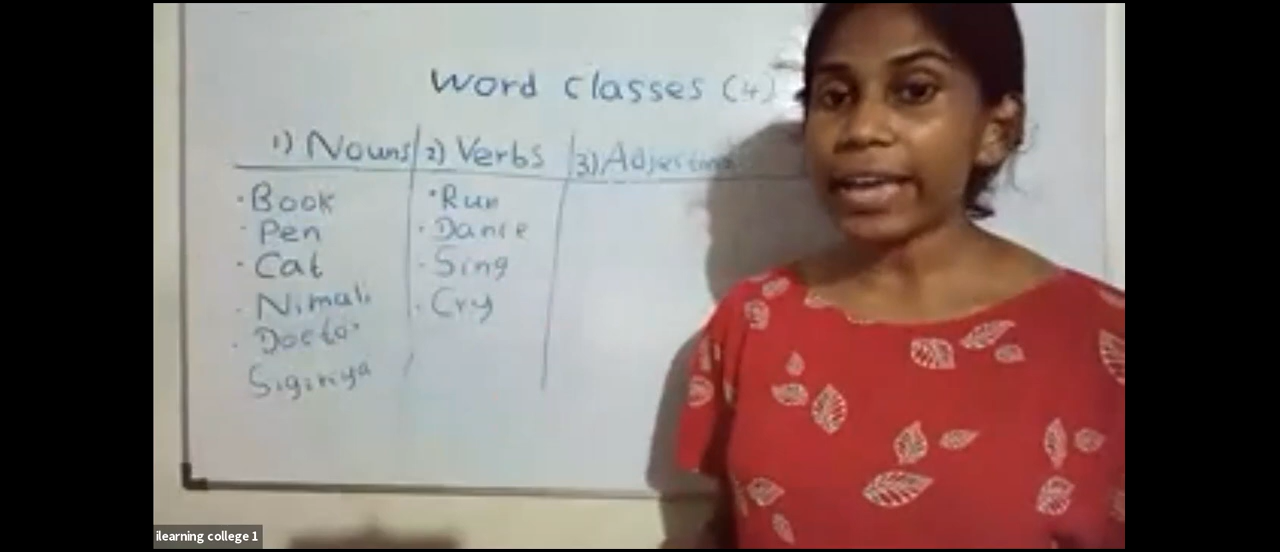 Word classes (4)
1) Nouns 2) Verbs 3) Adjectives
· Book · Run
· Pen · Dance
· Cat · Sing
· Nimali · Cry
· Doctor
Sigiriya
ilearning college 1